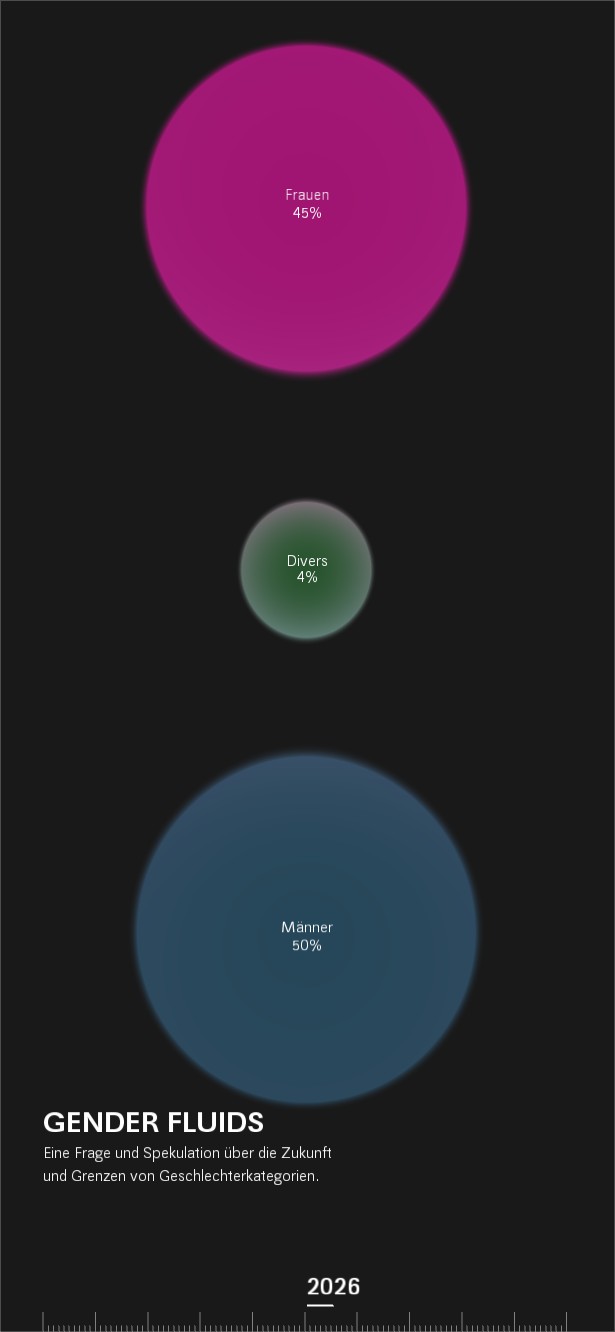 Frauen
45%
Divers
4%
Männer
50%
GENDER FLUIDS
Eine Frage und Spekulation über die Zukunft
und Grenzen von Geschlechterkategorien.
2026